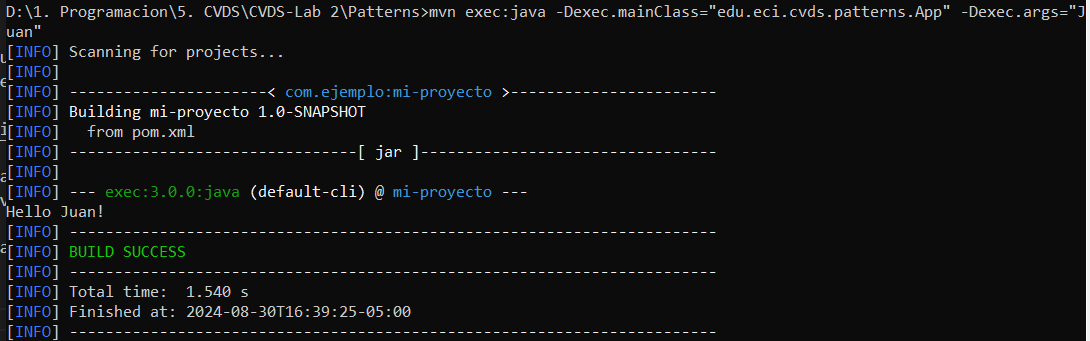 D:\1. Programacion\5. CVDS\CVDS-Lab 2\Patterns>mvn exec:java -Dexec.mainClass="edu.eci.cvds.patterns.App" -Dexec.args="J
uan"
[INFO] Scanning for projects...
[INFO]
[INFO] ----------------------< com.ejemplo:mi-proyecto >-----------------------
[INFO] Building mi-proyecto 1.0-SNAPSHOT
[INFO]   from pom.xml
[INFO] --------------------------------[ jar ]---------------------------------
[INFO]
[INFO] --- exec:3.0.0:java (default-cli) @ mi-proyecto ---
Hello Juan!
[INFO] ------------------------------------------------------------------------
[INFO] BUILD SUCCESS
[INFO] ------------------------------------------------------------------------
[INFO] Total time:  1.540 s
[INFO] Finished at: 2024-08-30T16:39:25-05:00
[INFO] ------------------------------------------------------------------------